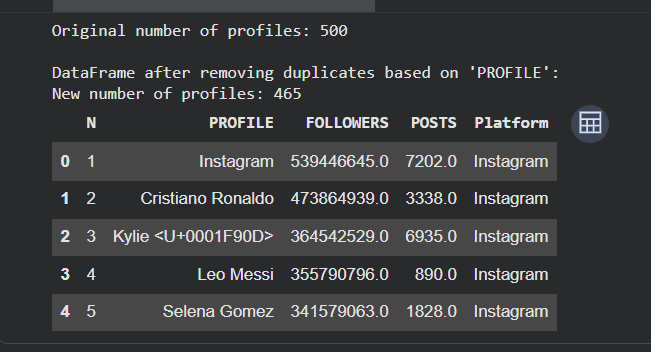 Original number of profiles: 500
DataFrame after removing duplicates based on 'PROFILE':
New number of profiles: 465
N PROFILE FOLLOWERS POSTS Platform
0 1 Instagram 539446645.0 7202.0 Instagram
1 2 Cristiano Ronaldo 473864939.0 3338.0 Instagram
2 3 Kylie <U+0001F90D> 364542529.0 6935.0 Instagram
3 4 Leo Messi 355790796.0 890.0 Instagram
4 5 Selena Gomez 341579063.0 1828.0 Instagram